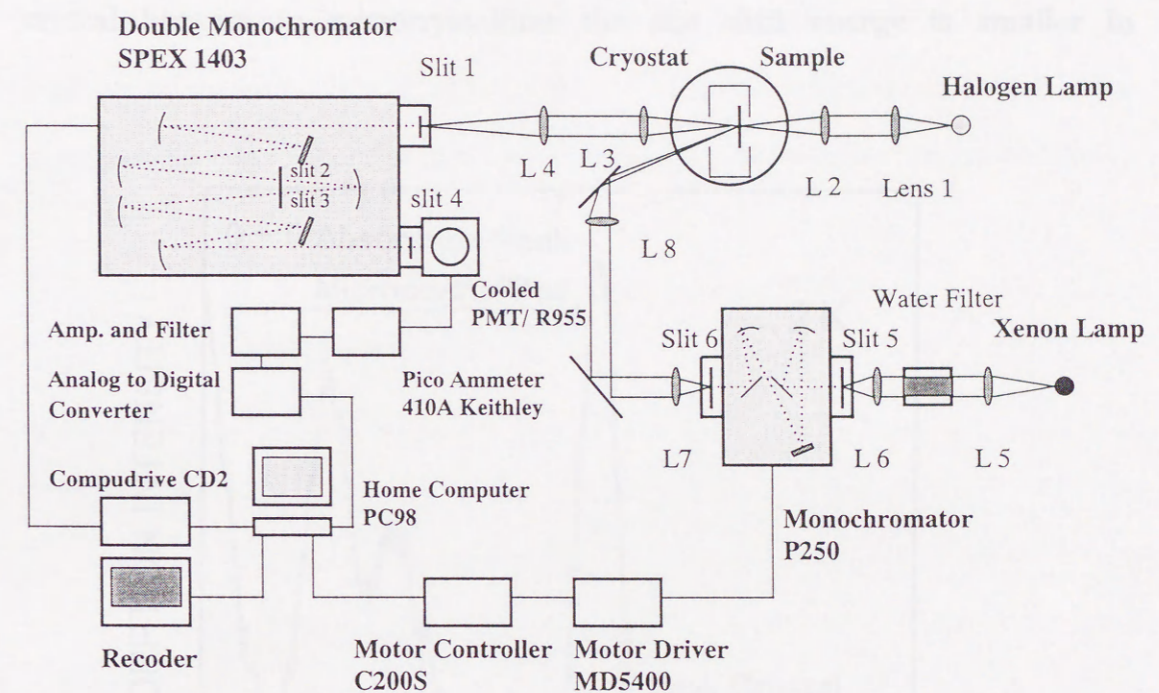 Double Monochromator
SPEX 1403
Slit 1
Cryostat
Sample
Halogen Lamp
L 4
L 3
L 2
Lens 1
slit 2
slit 3
slit 4
L 8
Cooled
PMT/ R955
Water Filter
Xenon Lamp
Slit 6
Slit 5
Amp. and Filter
Analog to Digital
Converter
Pico Ammeter
410A Keithley
L7
L 6
L 5
Compudrive CD2
Home Computer
PC98
Monochromator
P250
Recoder
Motor Controller
C200S
Motor Driver
MD5400